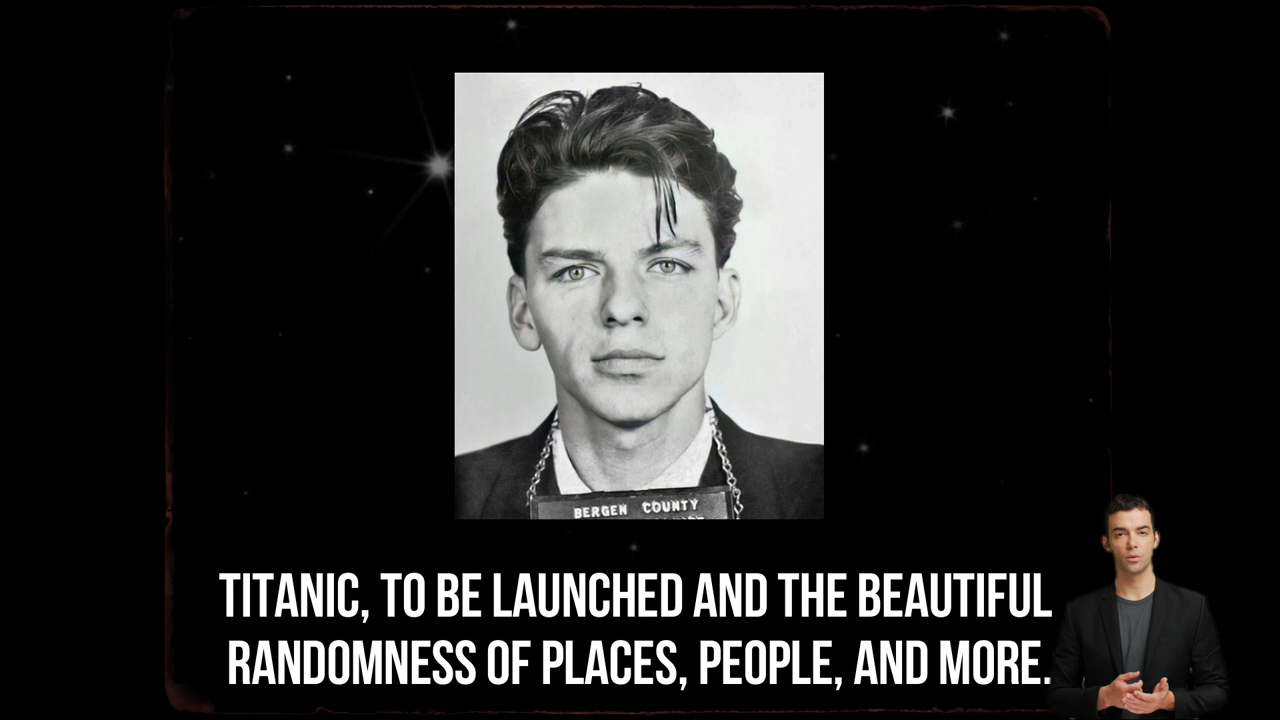 BERGEN COUNTY
TITANIC, TO BE LAUNCHED AND THE BEAUTIFUL
RANDOMNESS OF PLACES, PEOPLE, AND MORE.